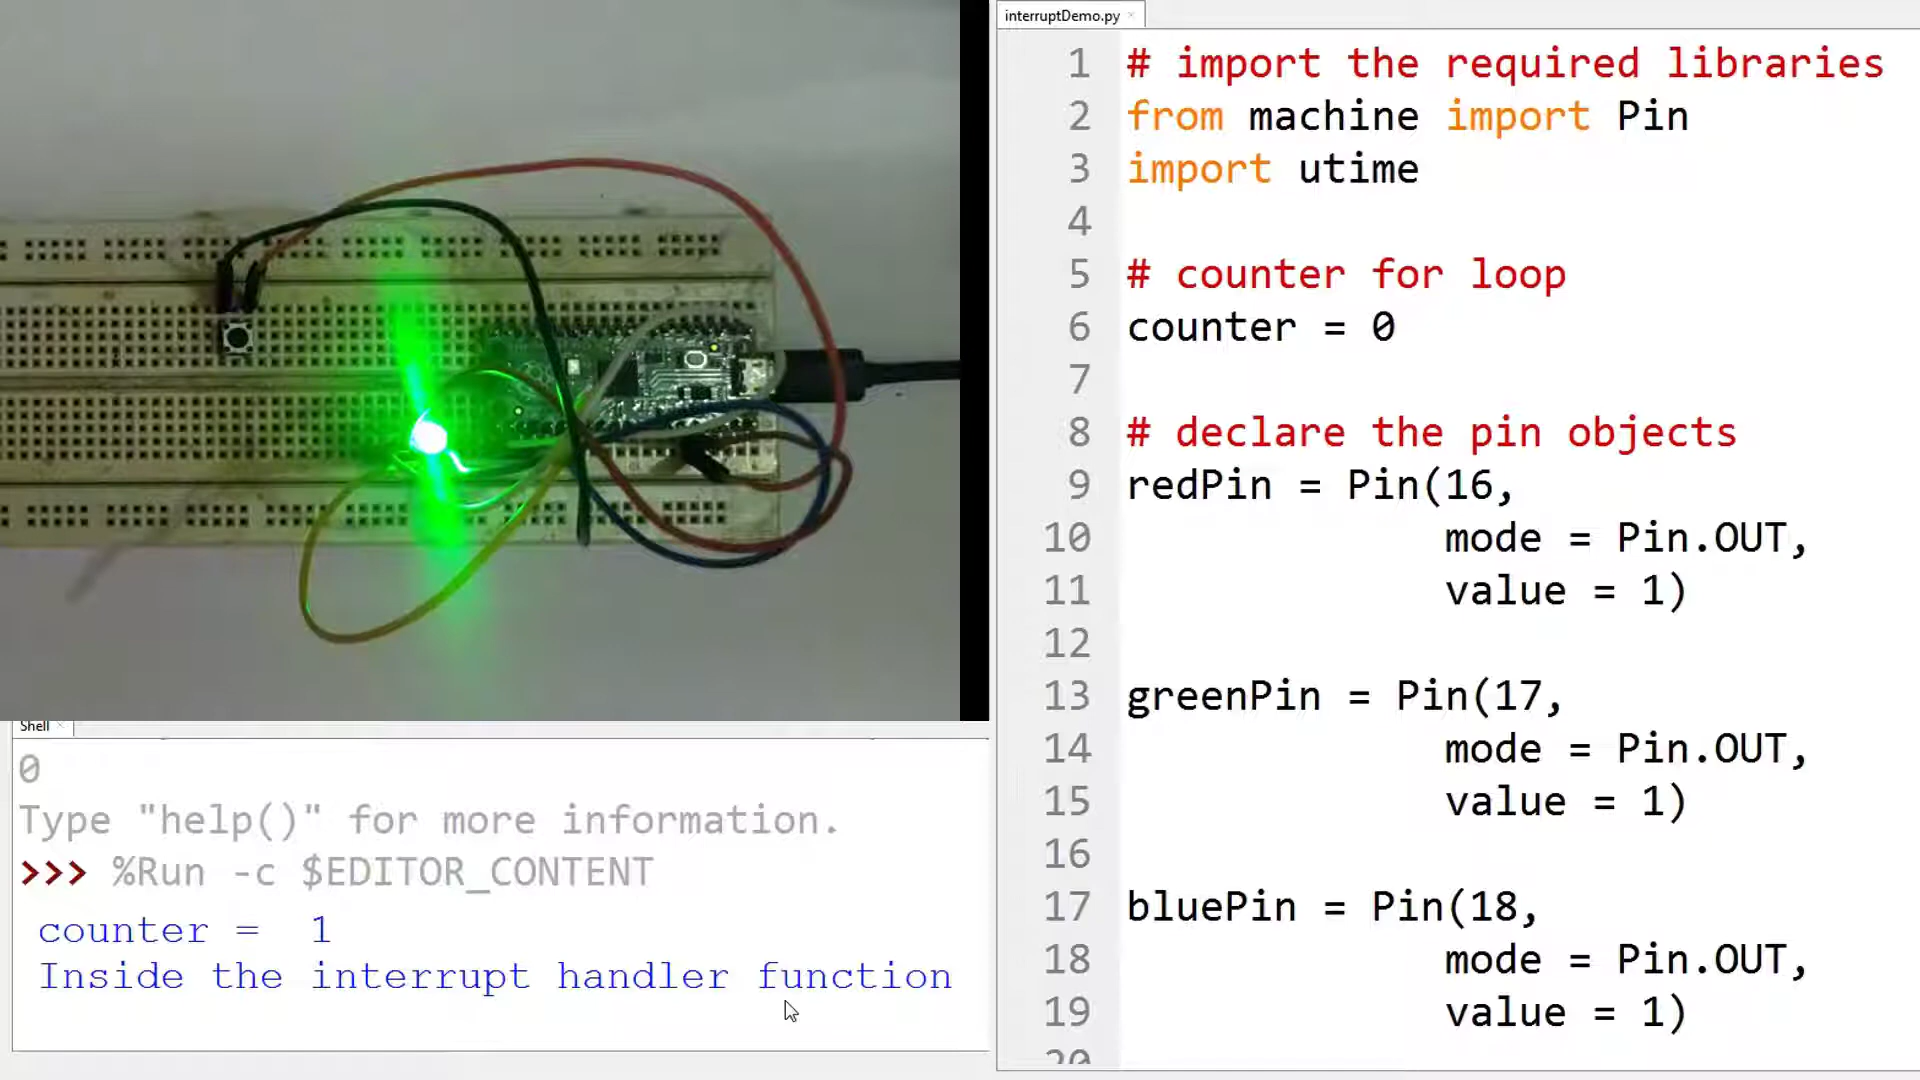 interruptDemo.py
1 # import the required libraries
2 from machine import Pin
3 import utime
4
5 # counter for loop
6 counter = 0
7
8 # declare the pin objects
9 redPin = Pin(16,
10 mode = Pin.OUT,
11 value = 1)
12
13 greenPin = Pin(17,
14 mode = Pin.OUT,
15 value = 1)
16
17 bluePin = Pin(18,
18 mode = Pin.OUT,
19 value = 1)
20
Shell
0
Type "help()" for more information.
>>> %Run -c $EDITOR_CONTENT
counter =  1
Inside the interrupt handler function